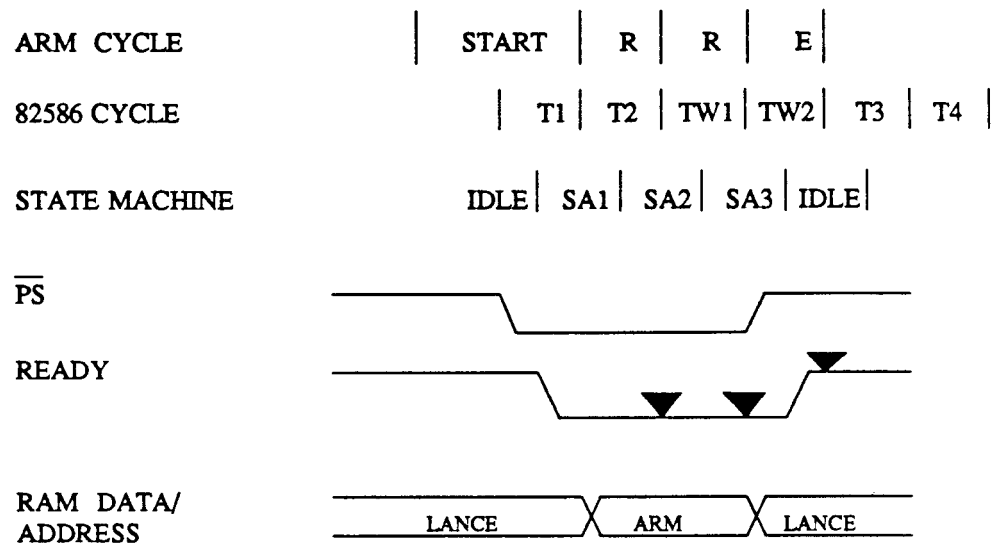 ARM CYCLE START R R E
82586 CYCLE T1 T2 TW1 TW2 T3 T4
STATE MACHINE IDLE SA1 SA2 SA3 IDLE
PS
READY
RAM DATA/
ADDRESS LANCE ARM LANCE